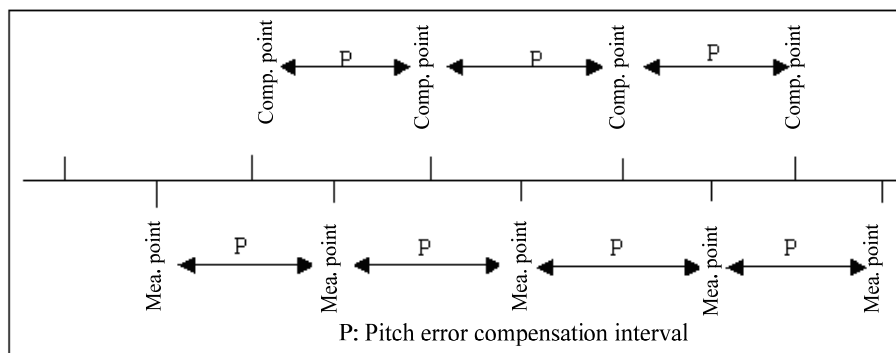 Comp. point
P
Comp. point
P
Comp. point
P
Comp. point
Mea. point
P
Mea. point
P
Mea. point
P
Mea. point
P
Mea. point
P: Pitch error compensation interval